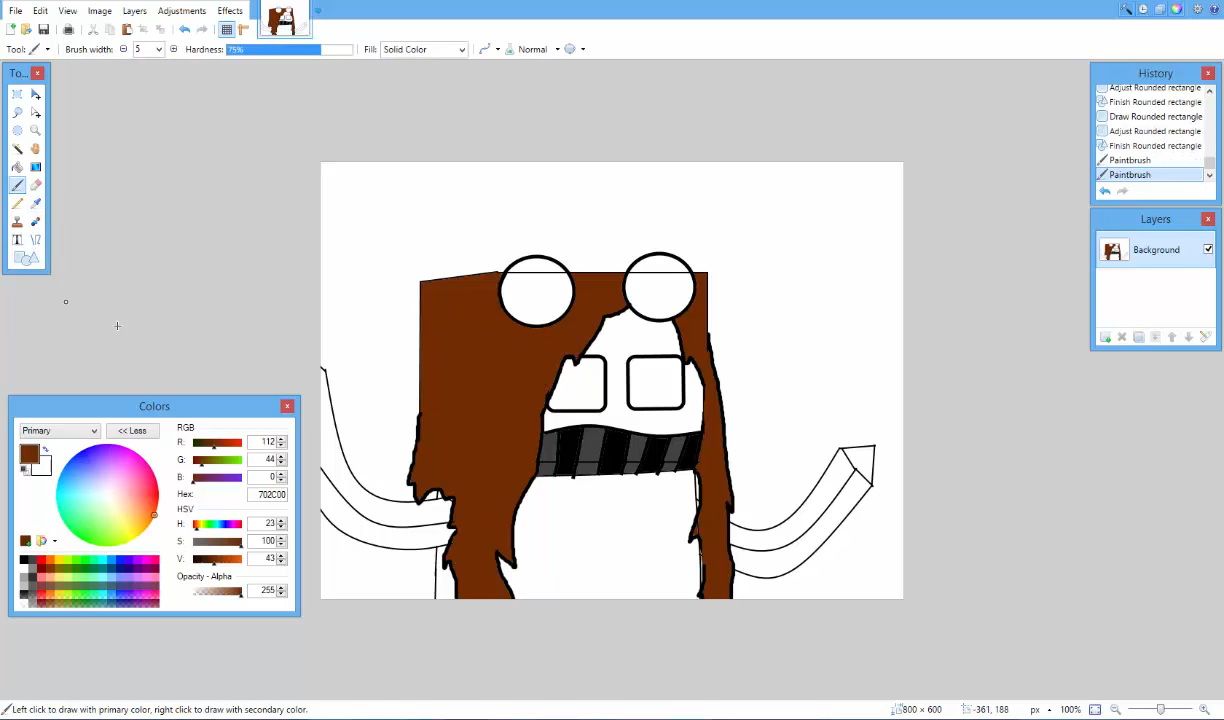 File Edit View Image Layers Adjustments Effects
Tool: Brush width: 5 Hardness: 75% Fill: Solid Color Normal
To...
History
Adjust Rounded rectangle
Finish Rounded rectangle
Draw Rounded rectangle
Adjust Rounded rectangle
Finish Rounded rectangle
Paintbrush
Paintbrush
Layers
Background
Colors
Primary << Less
RGB
R: 112
G: 44
B: 0
Hex: 702C00
HSV
H: 23
S: 100
V: 43
Opacity - Alpha
255
Left click to draw with primary color, right click to draw with secondary color. 800 × 600 -361, 188 px 100%